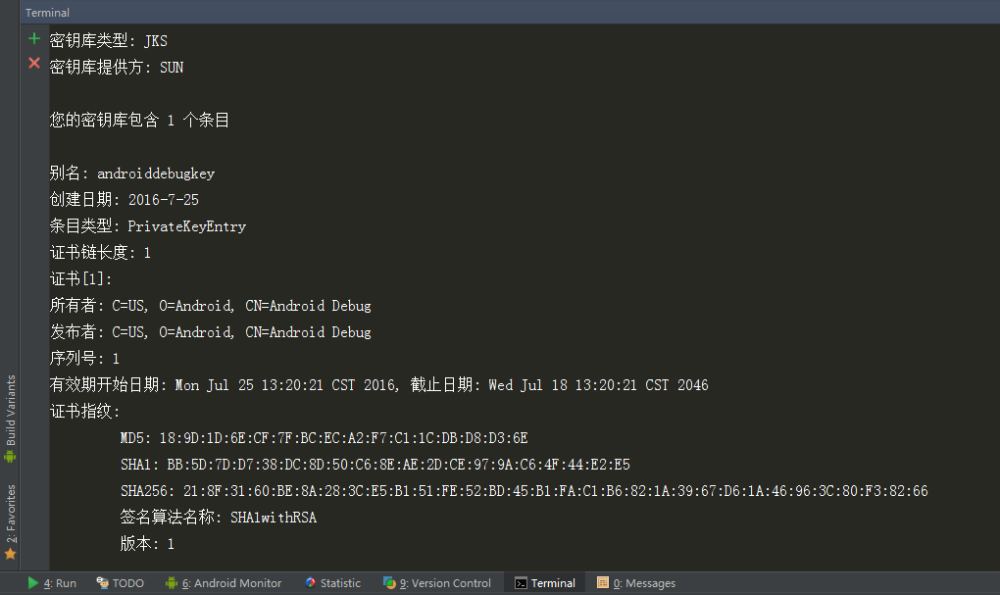 Terminal
密钥库类型: JKS
密钥库提供方: SUN
您的密钥库包含 1 个条目
别名: androiddebugkey
创建日期: 2016-7-25
条目类型: PrivateKeyEntry
证书链长度: 1
证书[1]:
所有者: C=US, O=Android, CN=Android Debug
发布者: C=US, O=Android, CN=Android Debug
序列号: 1
有效期开始日期: Mon Jul 25 13:20:21 CST 2016, 截止日期: Wed Jul 18 13:20:21 CST 2046
证书指纹:
MD5: 18:9D:1D:6E:CF:7F:BC:EC:A2:F7:C1:1C:DB:D8:D3:6E
SHA1: BB:5D:7D:D7:38:DC:8D:50:C6:8E:AE:2D:CE:97:9A:C6:4F:44:E2:E5
SHA256: 21:8F:31:60:BE:8A:28:3C:E5:B1:51:FE:52:BD:45:B1:FA:C1:B6:82:1A:39:67:D6:1A:46:96:3C:80:F3:82:66
签名算法名称: SHA1withRSA
版本: 1
Build Variants
2: Favorites
4: Run
TODO
6: Android Monitor
Statistic
9: Version Control
Terminal
0: Messages